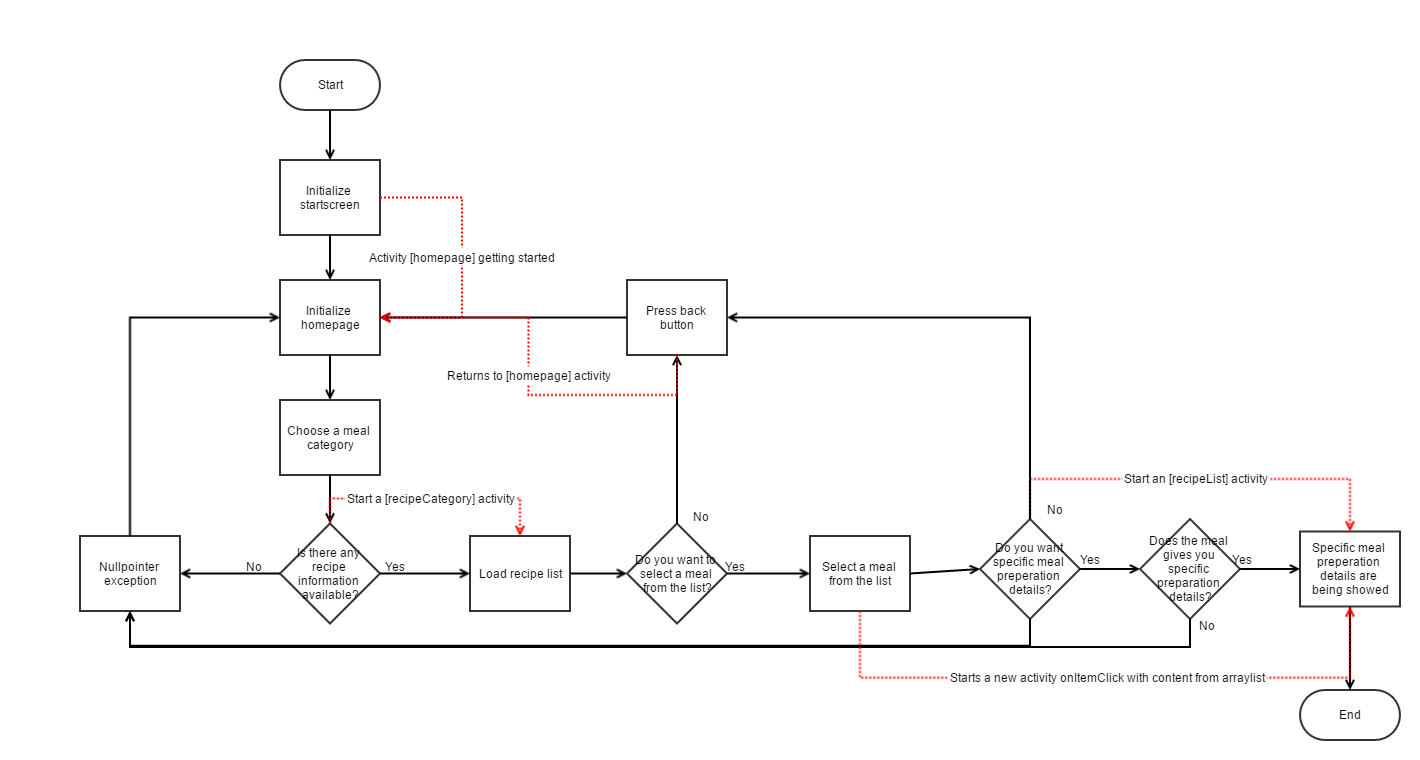 Start
Initialize
startscreen
Activity [homepage] getting started
Initialize
homepage
Press back
button
Returns to [homepage] activity
Choose a meal
category
Start a [recipeCategory] activity
Start an [recipeList] activity
No
No
Nullpointer
exception
No
Is there any
recipe
information
available?
Yes
Load recipe list
Do you want to
select a meal
from the list?
Yes
Select a meal
from the list
Do you want
specific meal
preperation
details?
Yes
Does the meal
gives you
specific
preparation
details?
Yes
Specific meal
preperation
details are
being showed
No
Starts a new activity onItemClick with content from arraylist
End